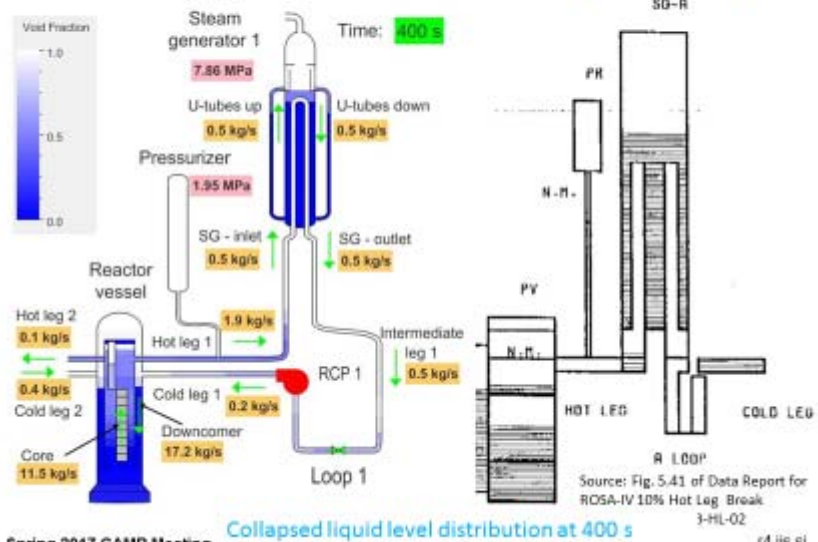 Void Fraction
1.0
0.5
0.0
Steam
generator 1
Time: 400 s
7.86 MPa
U-tubes up
U-tubes down
0.5 kg/s
0.5 kg/s
Pressurizer
1.95 MPa
SG - inlet
SG - outlet
0.5 kg/s
0.5 kg/s
Reactor
vessel
Hot leg 2
0.1 kg/s
1.9 kg/s
Hot leg 1
Intermediate
leg 1
0.5 kg/s
RCP 1
0.4 kg/s
Cold leg 2
Cold leg 1
0.2 kg/s
Downcomer
17.2 kg/s
Core
11.5 kg/s
Loop 1
SG-A
PR
N.M.
PV
N.M.
HOT LEG
COLD LEG
A LOOP
Source: Fig. 5.41 of Data Report for
ROSA-IV 10% Hot Leg Break
3-HL-02
Collapsed liquid level distribution at 400 s
Spring 2017 CAMP Meeting